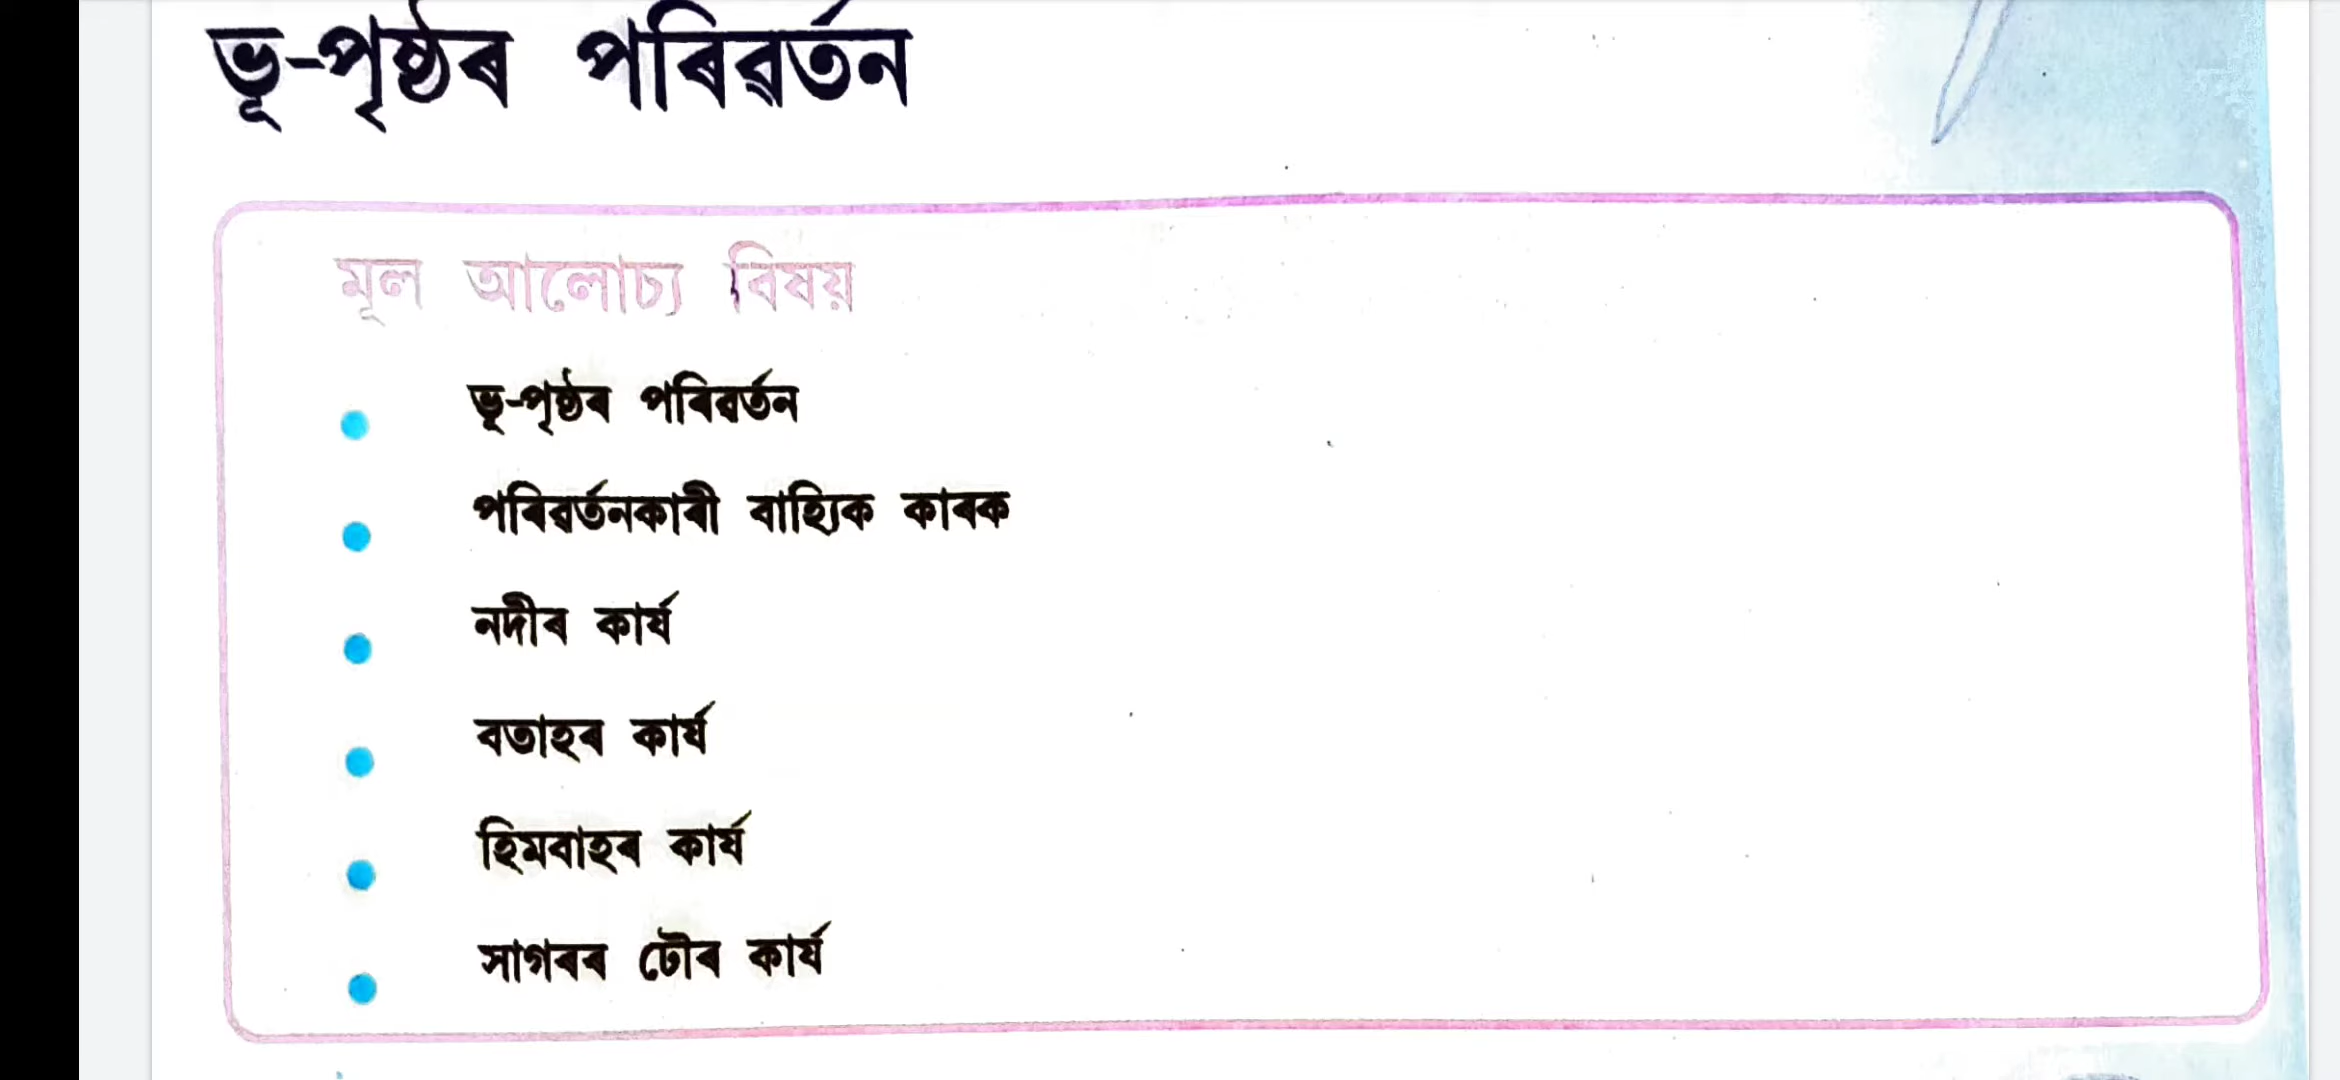 ভূ-পৃষ্ঠৰ পৰিৱৰ্তন
মূল আলোচ্য বিষয়
ভূ-পৃষ্ঠৰ পৰিৱৰ্তন
পৰিৱৰ্তনকাৰী বাহ্যিক কাৰক
নদীৰ কাৰ্য
বতাহৰ কাৰ্য
হিমবাহৰ কাৰ্য
সাগৰৰ ঢৌৰ কাৰ্য